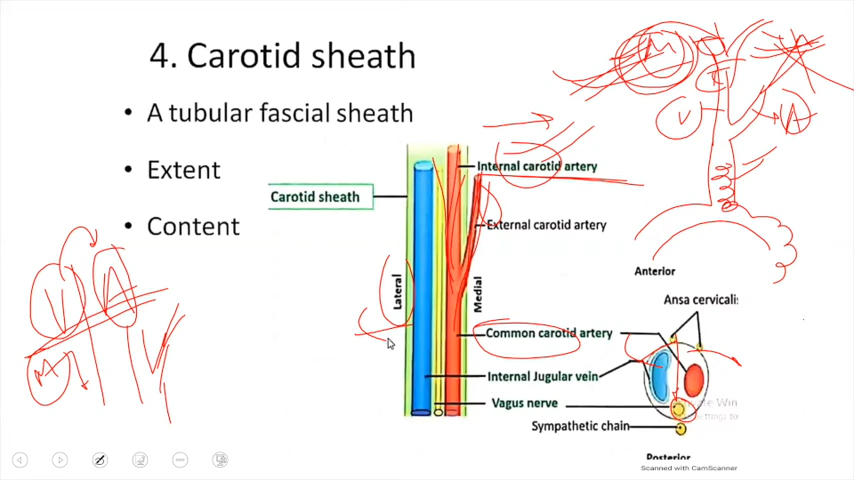 4. Carotid sheath
• A tubular fascial sheath
• Extent
• Content
Carotid sheath
Internal carotid artery
External carotid artery
Lateral
Medial
Common carotid artery
Internal Jugular vein
Vagus nerve
Sympathetic chain
Anterior
Ansa cervicalis
Posterior
Scanned with CamScanner
M
V
A
V
A